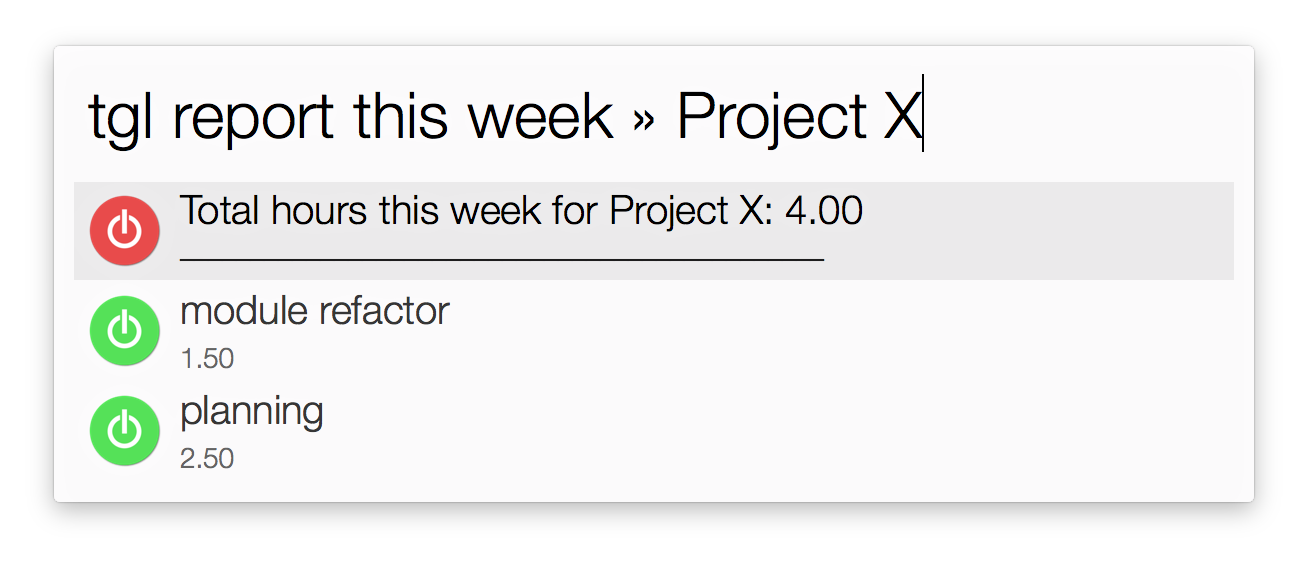 tgl report this week » Project X
Total hours this week for Project X: 4.00
module refactor
1.50
planning
2.50